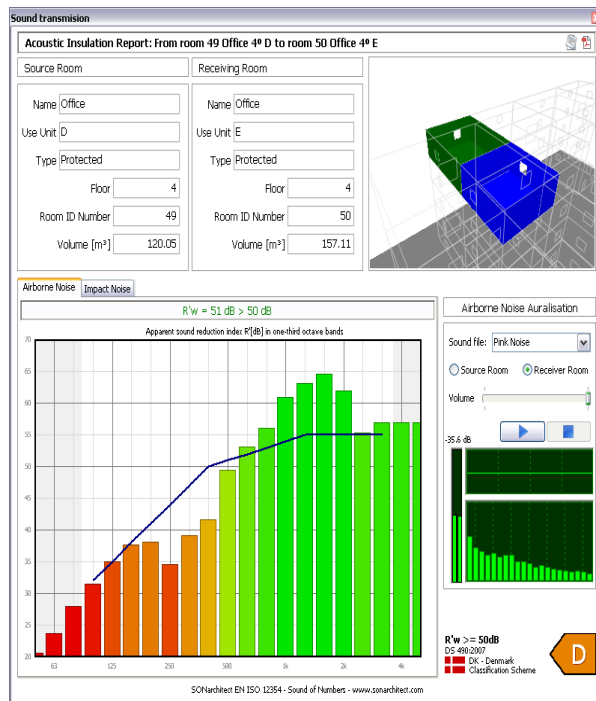 Sound transmision
Acoustic Insulation Report: From room 49 Office 4º D to room 50 Office 4º E
Source Room
Receiving Room
Name Office
Use Unit D
Type Protected
Floor 4
Room ID Number 49
Volume [m³] 120.05
Name Office
Use Unit E
Type Protected
Floor 4
Room ID Number 50
Volume [m³] 157.11
Airborne Noise
Impact Noise
R'w = 51 dB > 50 dB
Apparent sound reduction index R'[dB] in one-third octave bands
70
65
60
55
50
45
40
35
30
25
20
63 125 250 500 1k 2k 4k
Airborne Noise Auralisation
Sound file: Pink Noise
Source Room Receiver Room
Volume
-35.6 dB
R'w >= 50dB
DS 490:2007
DK - Denmark
Classification Scheme
D
SONarchitect EN ISO 12354 - Sound of Numbers - www.sonarchitect.com